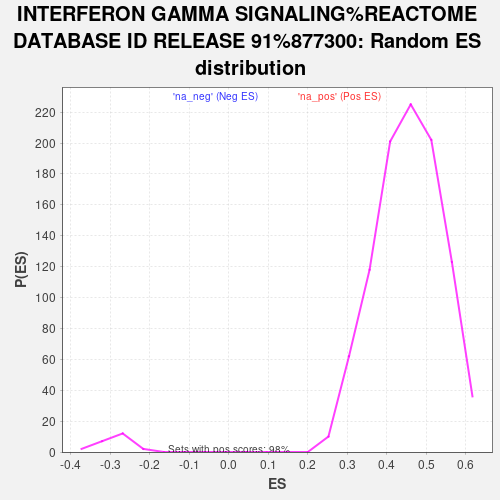 INTERFERON GAMMA SIGNALING%REACTOME
DATABASE ID RELEASE 91%877300: Random ES
distribution
'na_neg' (Neg ES) 'na_pos' (Pos ES)
220
200
180
160
140
120
100
80
60
40
20
0
P(ES)
Sets with pos scores: 98%
-0.4 -0.3 -0.2 -0.1 0.0 0.1 0.2 0.3 0.4 0.5 0.6
ES